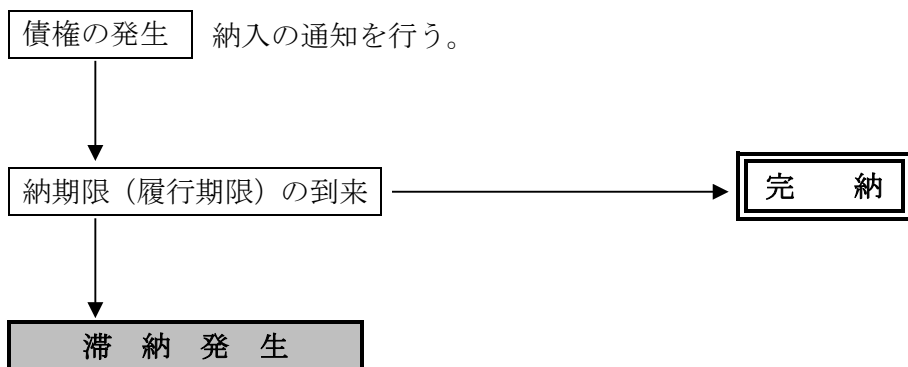 債権の発生 納入の通知を行う。
納期限（履行期限）の到来 完 納
滞 納 発 生